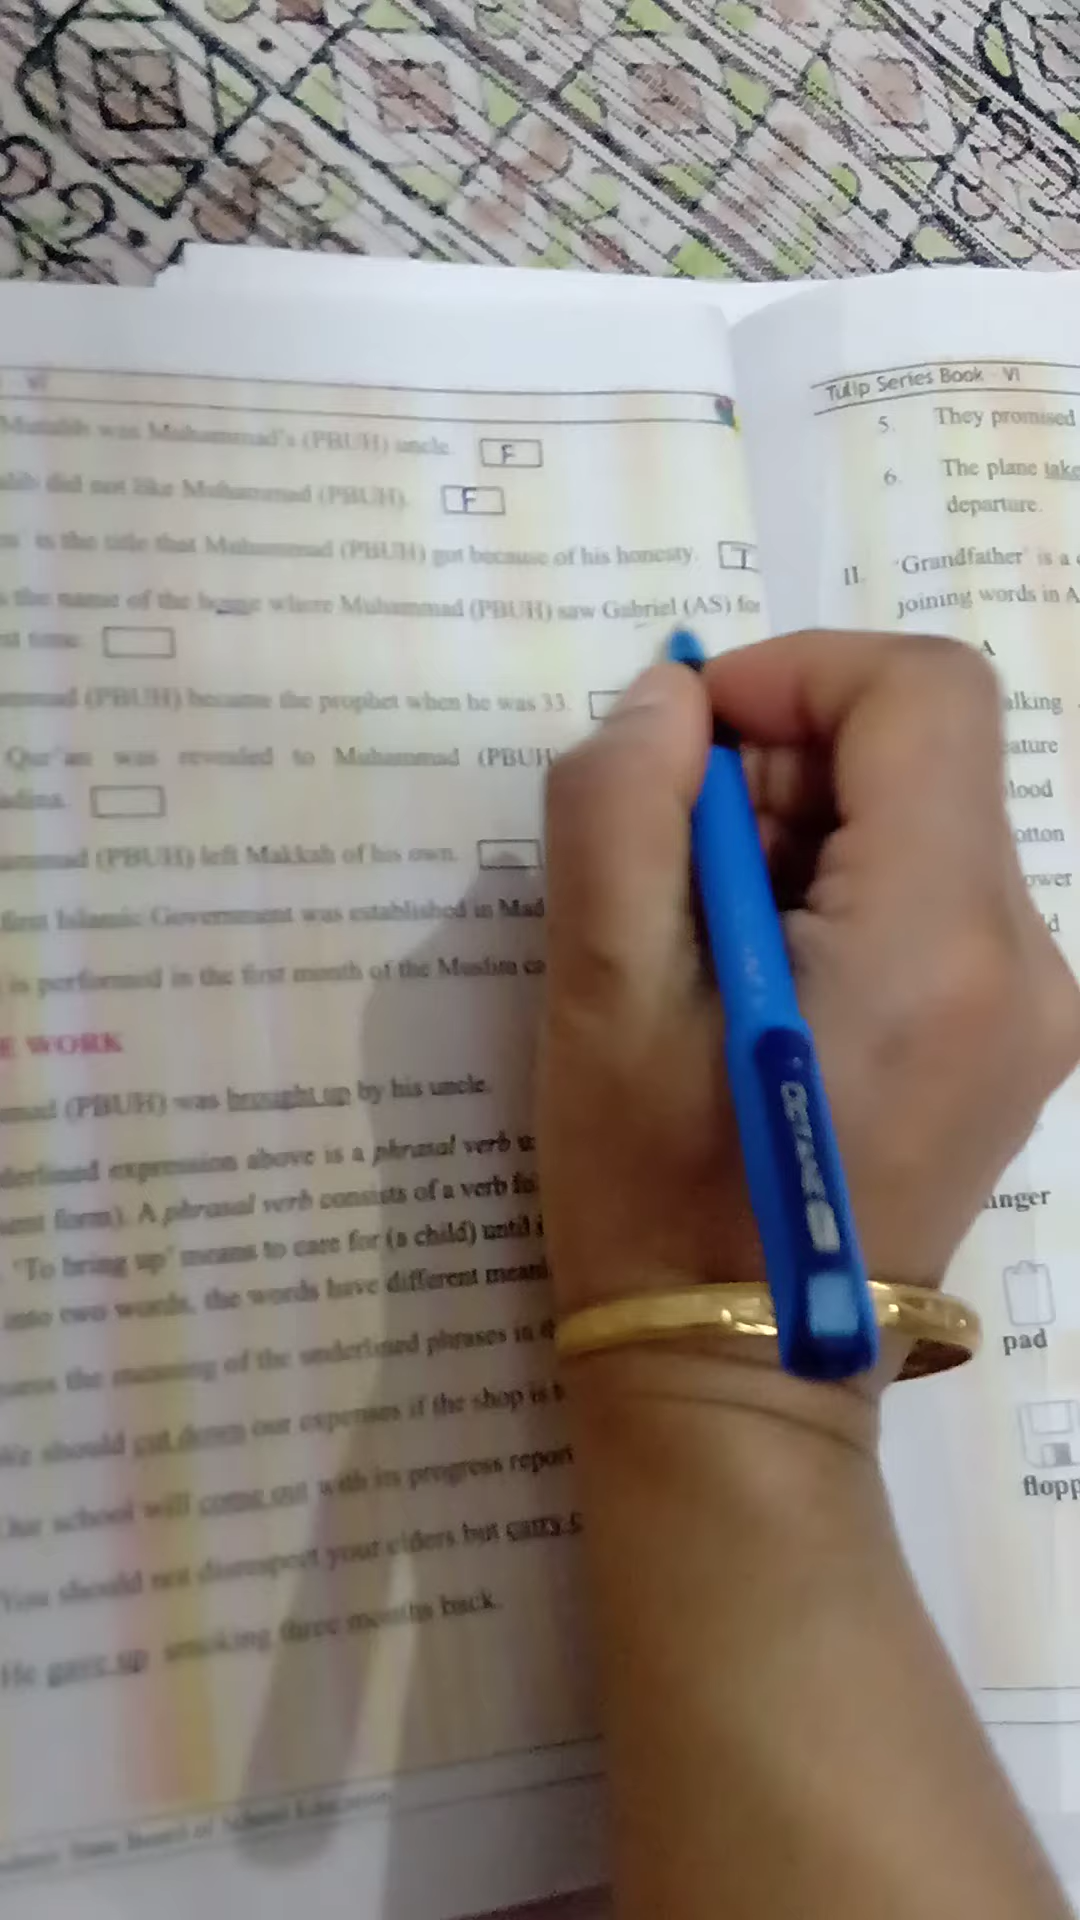 VI
was Muhammad's (PBUH) uncle. F
did not like Muhammad (PBUH). F
is the title that Muhammad (PBUH) got because of his honesty. T
the name of the house where Muhammad (PBUH) saw Gabriel (AS) for
time.
(PBUH) became the prophet when he was 33.
Qur'an was revealed to Muhammad (PBUH)
(PBUH) left Makkah of his own.
first Islamic Government was established in Mad
is performed in the first month of the Muslim ca
WORK
(PBUH) was brought up by his uncle.
expression above is a phrasal verb
form). A phrasal verb consists of a verb
'To bring up' means to care for (a child) until
into two words, the words have different
the meaning of the underlined phrases in
We should cut down our expenses if the shop is
Our school will come out with its progress report
You should not disrespect your elders but carry
He gave up smoking three months back.
Board of School Education
Tulip Series Book - VI
5. They promised
6. The plane take
departure.
II. 'Grandfather' is a
joining words in A
A
alking
ature
lood
otton
ower
d
anger
pad
flopp
OCTANE